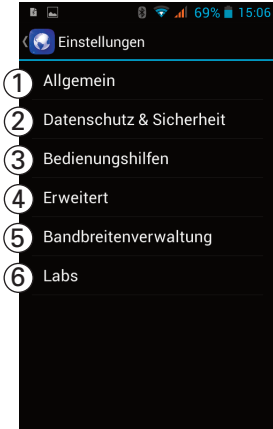 69% 15:06
Einstellungen
1 Allgemein
2 Datenschutz & Sicherheit
3 Bedienungshilfen
4 Erweitert
5 Bandbreitenverwaltung
6 Labs